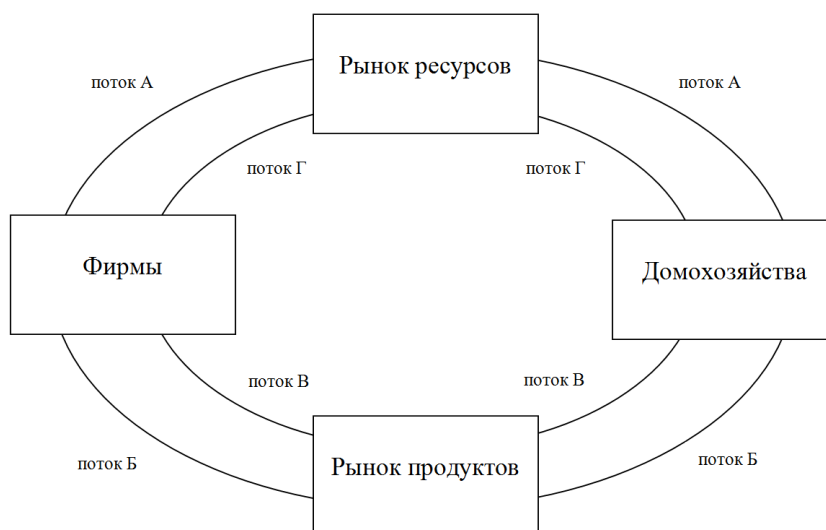 Рынок ресурсов
поток А
поток А
поток Г
поток Г
Фирмы
Домохозяйства
поток В
поток В
поток Б
Рынок продуктов
поток Б